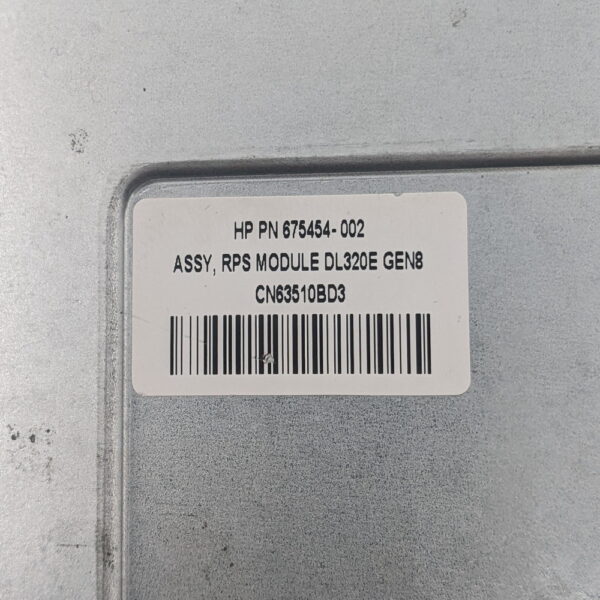 HP PN 675454- 002
ASSY, RPS MODULE DL320E GEN8
CN63510BD3